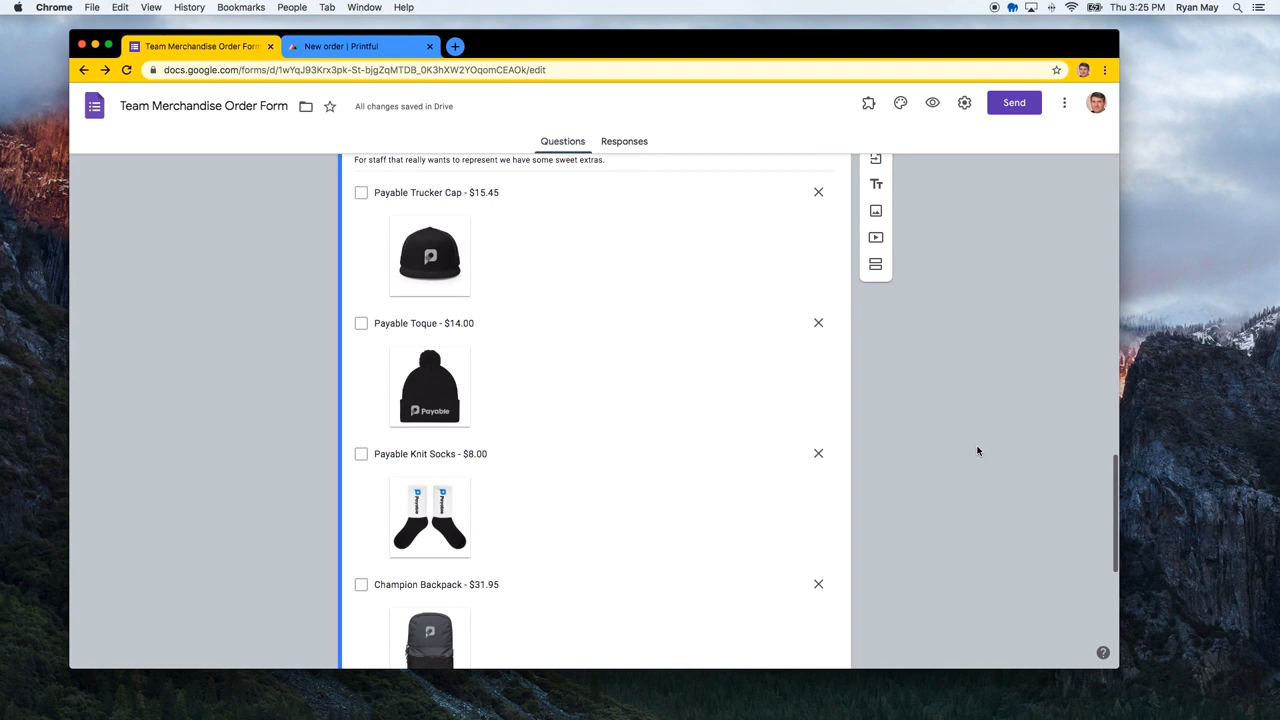 Chrome File Edit View History Bookmarks People Tab Window Help Thu 3:25 PM Ryan May
Team Merchandise Order Form New order | Printful
docs.google.com/forms/d/1wYqJ93Krx3pk-St-bjgZqMTDB_0K3hXW2YOqomCEAOk/edit
Team Merchandise Order Form All changes saved in Drive Send
Questions Responses
For staff that really wants to represent we have some sweet extras.
Payable Trucker Cap - $15.45
Payable Toque - $14.00
Payable
Payable Knit Socks - $8.00
Payable Payable
Champion Backpack - $31.95